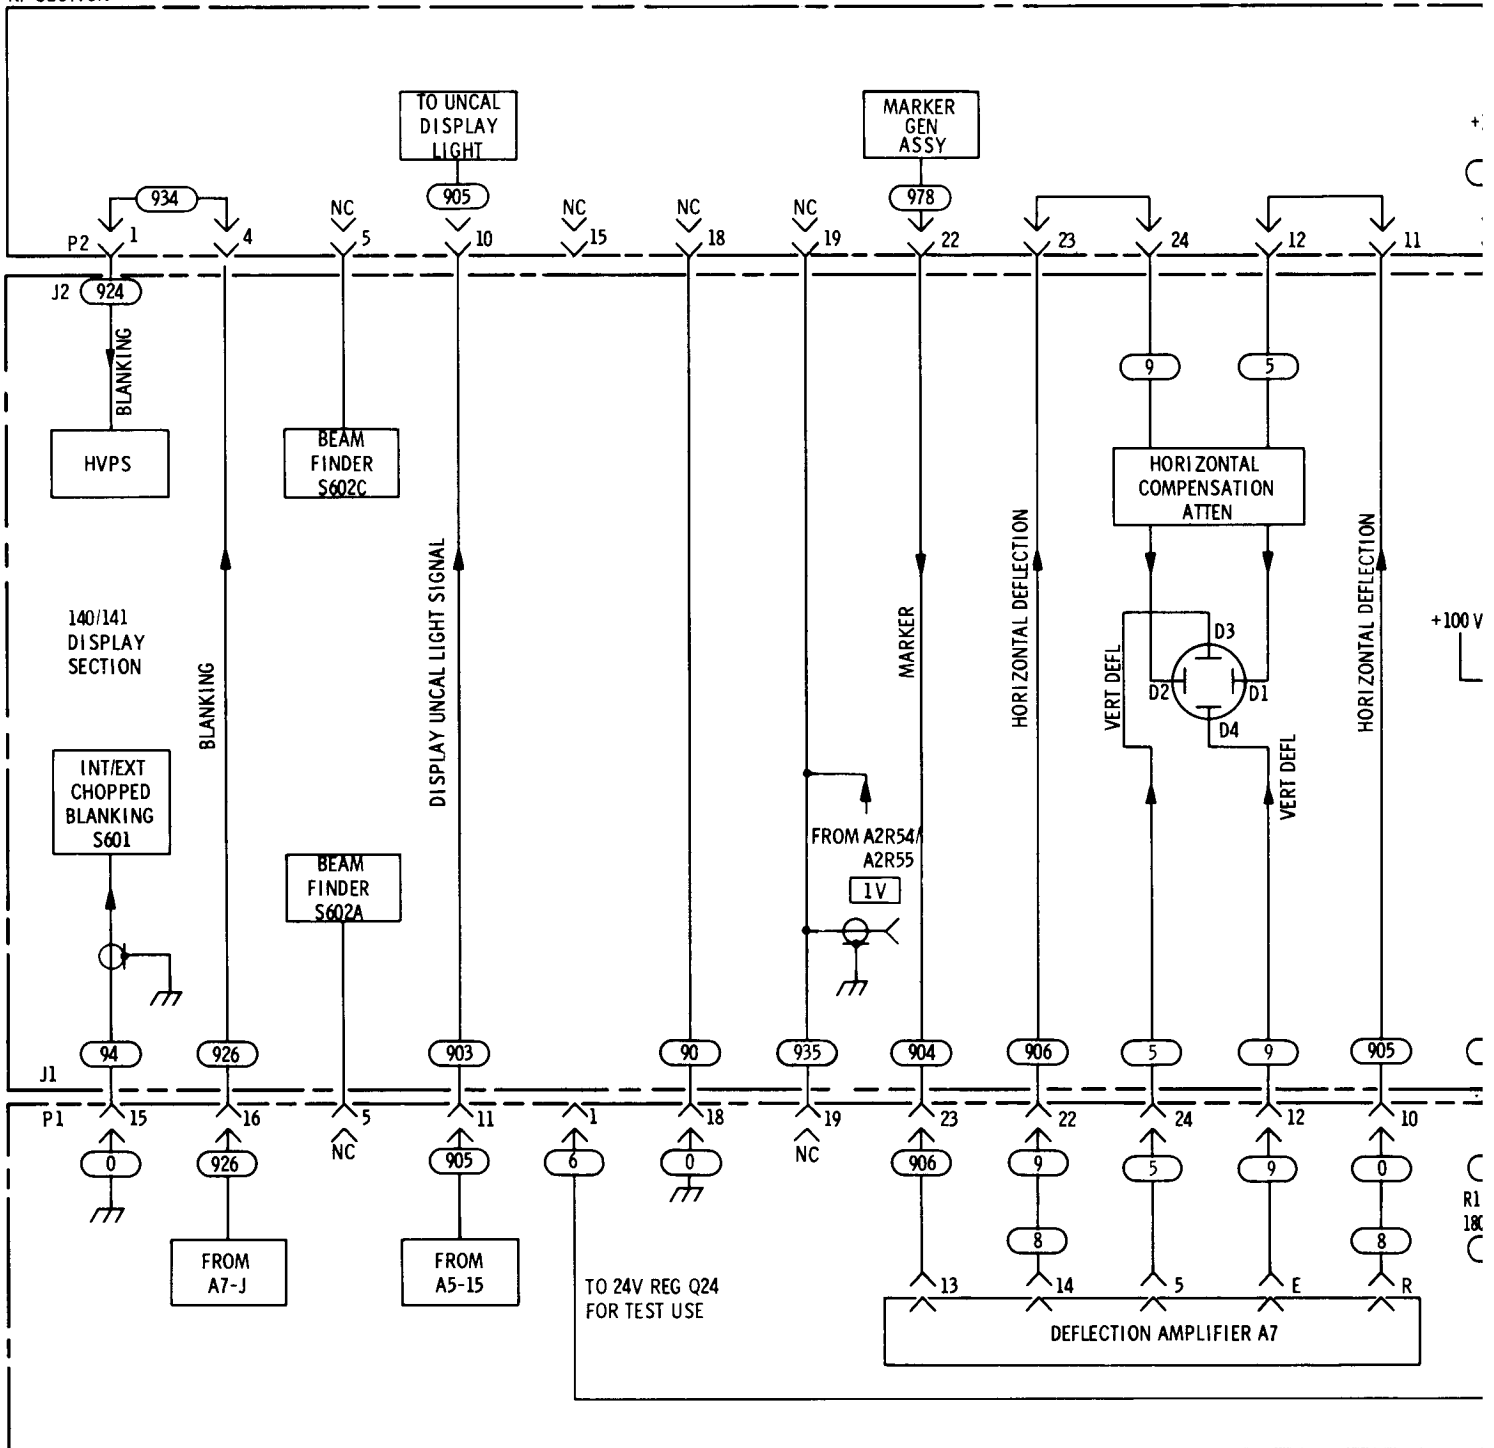 TO UNCAL
DISPLAY
LIGHT
MARKER
GEN
ASSY
934
905
978
NC
NC
NC
NC
P2
1
4
5
10
15
18
19
22
23
24
12
11
J2
924
BLANKING
HVPS
BEAM
FINDER
S602C
9
5
HORIZONTAL
COMPENSATION
ATTEN
140/141
DISPLAY
SECTION
BLANKING
DISPLAY UNCAL LIGHT SIGNAL
MARKER
HORIZONTAL DEFLECTION
VERT DEFL
D3
D2
D1
D4
VERT DEFL
HORIZONTAL DEFLECTION
+100 V
INT/EXT
CHOPPED
BLANKING
S601
BEAM
FINDER
S602A
FROM A2R54/
A2R55
1V
94
926
903
90
935
904
906
5
9
905
J1
P1
15
16
5
11
1
18
19
23
22
24
12
10
0
926
NC
905
6
0
NC
906
9
5
9
0
8
8
R1
FROM
A7-J
FROM
A5-15
TO 24V REG Q24
FOR TEST USE
13
14
5
E
R
DEFLECTION AMPLIFIER A7